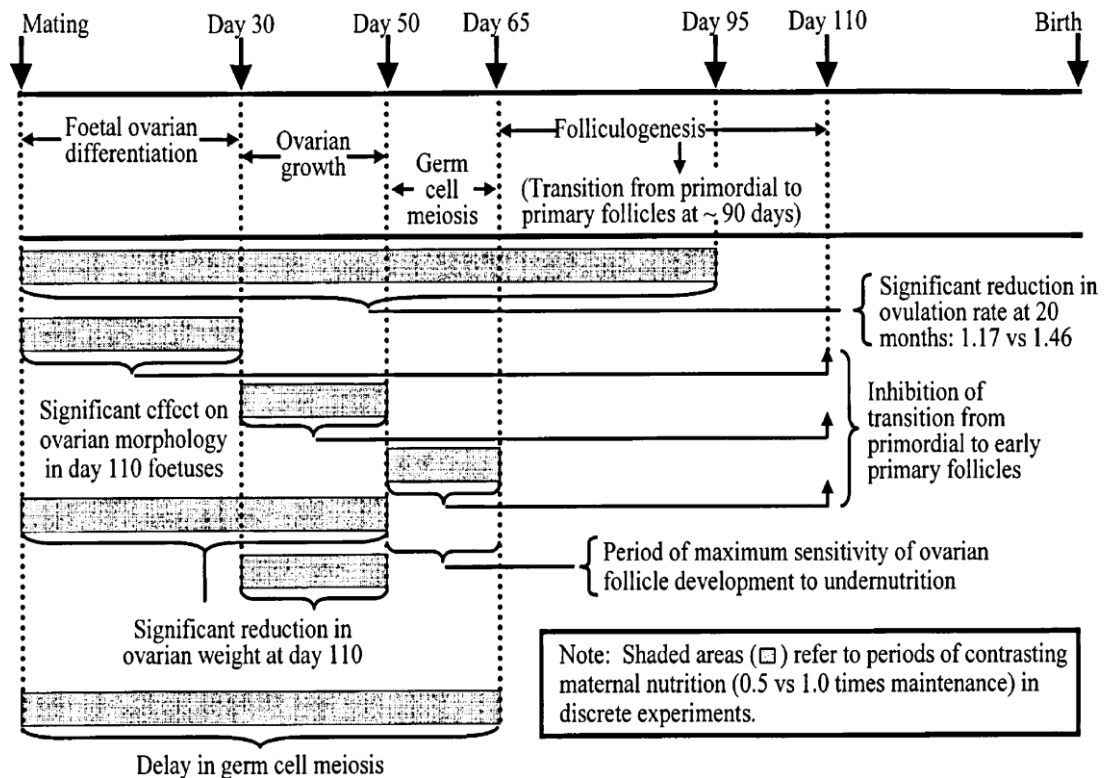 Mating
Day 30
Day 50
Day 65
Day 95
Day 110
Birth
Foetal ovarian
differentiation
Ovarian
growth
Germ
cell
meiosis
Folliculogenesis
(Transition from primordial to
primary follicles at ~ 90 days)
Significant reduction in
ovulation rate at 20
months: 1.17 vs 1.46
Significant effect on
ovarian morphology
in day 110 foetuses
Inhibition of
transition from
primordial to early
primary follicles
Period of maximum sensitivity of ovarian
follicle development to undernutrition
Significant reduction in
ovarian weight at day 110
Note: Shaded areas (□) refer to periods of contrasting
maternal nutrition (0.5 vs 1.0 times maintenance) in
discrete experiments.
Delay in germ cell meiosis